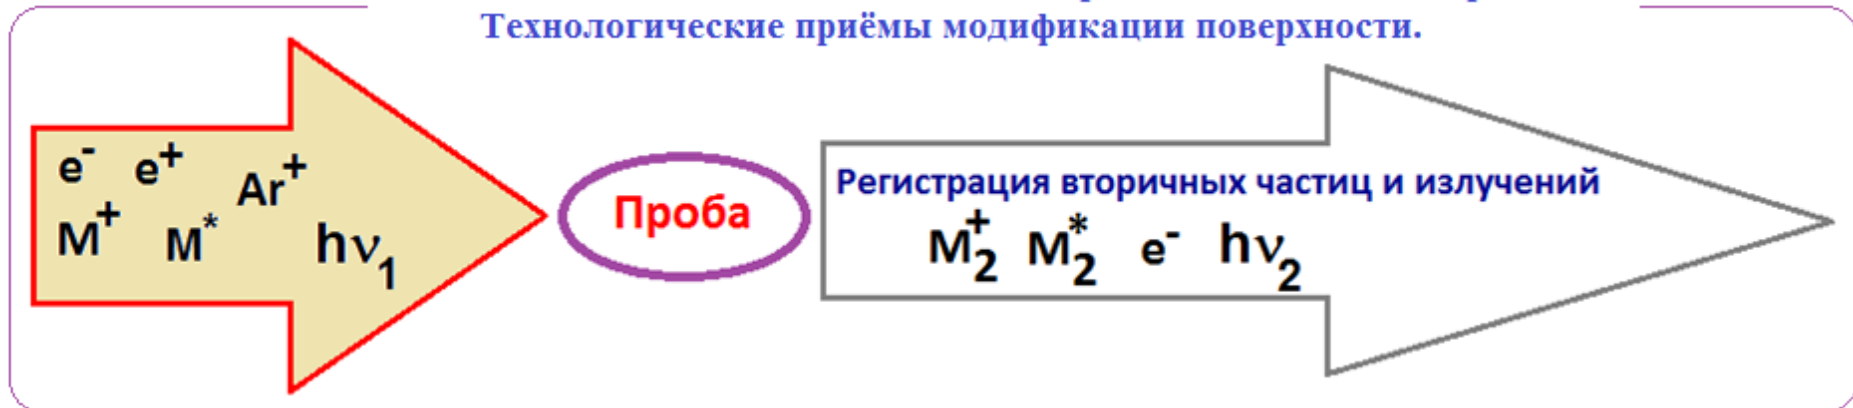 Технологические приёмы модификации поверхности.
e⁻ e⁺ Ar⁺
M⁺ M* hν₁
Проба
Регистрация вторичных частиц и излучений
M₂⁺ M₂* e⁻ hν₂